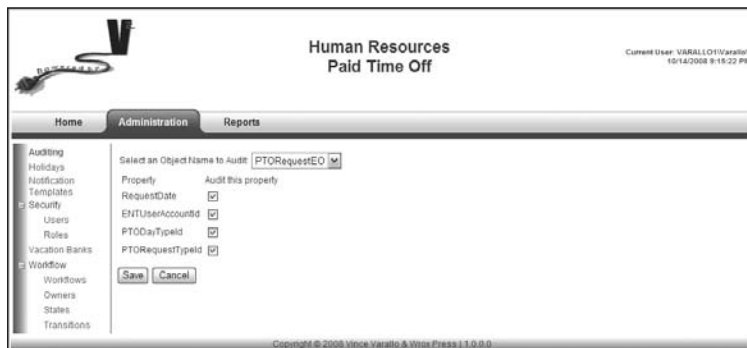 V
POWERED BY
Human Resources
Paid Time Off
Current User: VARALLO1\Varallo\
10/14/2008 9:15:22 PM
Home Administration Reports
Auditing
Holidays
Notification
Templates
Security
Users
Roles
Vacation Banks
Workflow
Workflows
Owners
States
Transitions
Select an Object Name to Audit: PTORequestEO
Property Audit this property
RequestDate
ENTUserAccountId
PTODayTypeId
PTORequestTypeId
Save Cancel
Copyright © 2008 Vince Varallo & Wrox Press | 1.0.0.0